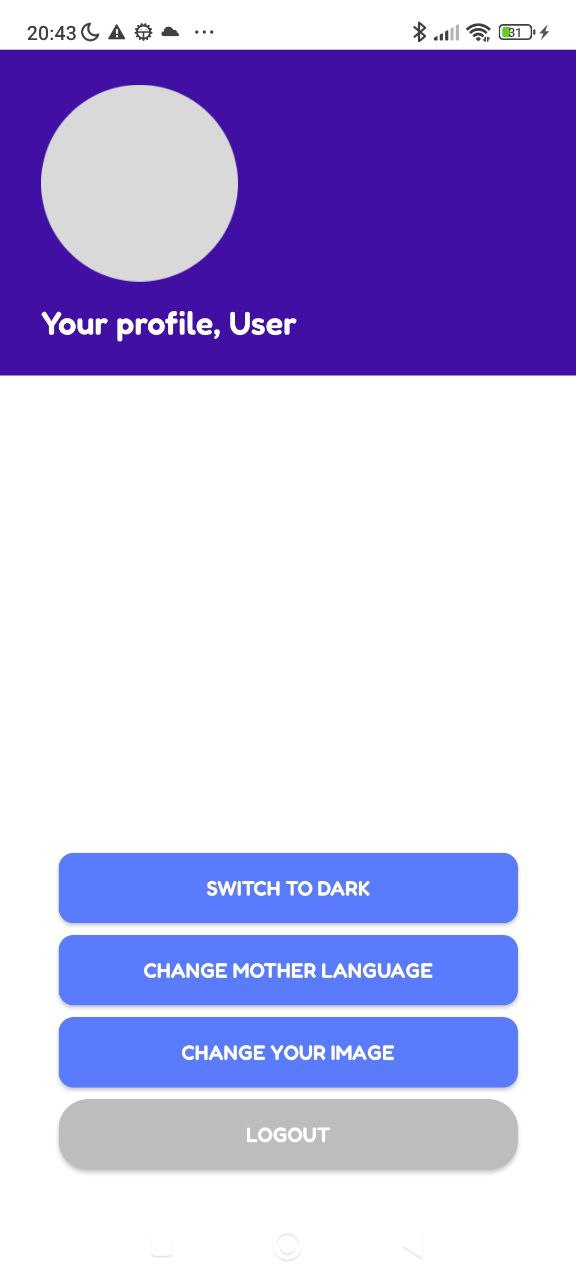 20:43
31
Your profile, User
SWITCH TO DARK
CHANGE MOTHER LANGUAGE
CHANGE YOUR IMAGE
LOGOUT